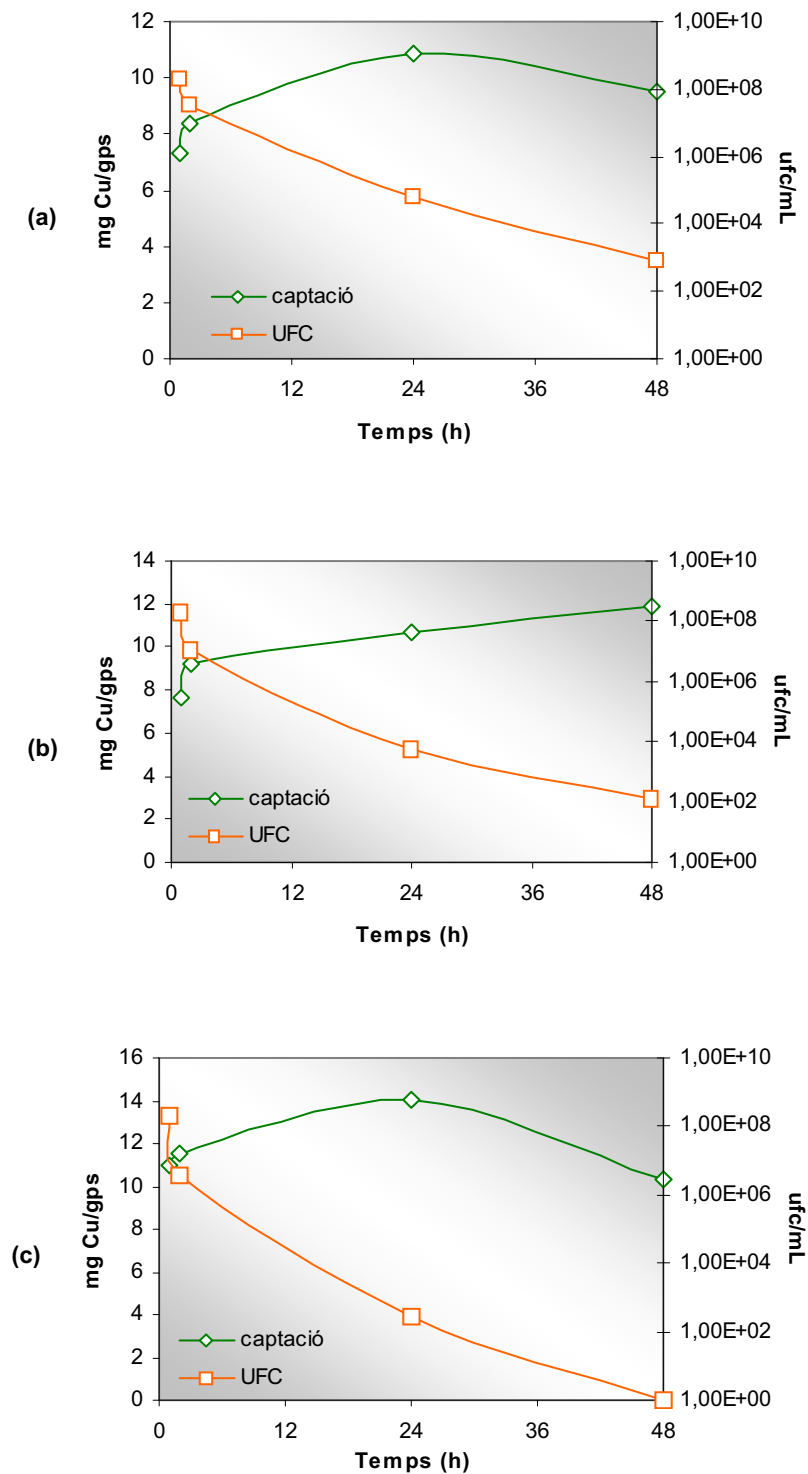 12
10
8
6
4
2
0
mg Cu/gps
(a)
1,00E+10
1,00E+08
1,00E+06
1,00E+04
1,00E+02
1,00E+00
ufc/mL
captació
UFC
0 12 24 36 48
Temps (h)
14
12
10
8
6
4
2
0
mg Cu/gps
(b)
1,00E+10
1,00E+08
1,00E+06
1,00E+04
1,00E+02
1,00E+00
ufc/mL
captació
UFC
0 12 24 36 48
Temps (h)
16
14
12
10
8
6
4
2
0
mg Cu/gps
(c)
1,00E+10
1,00E+08
1,00E+06
1,00E+04
1,00E+02
1,00E+00
ufc/mL
captació
UFC
0 12 24 36 48
Temps (h)